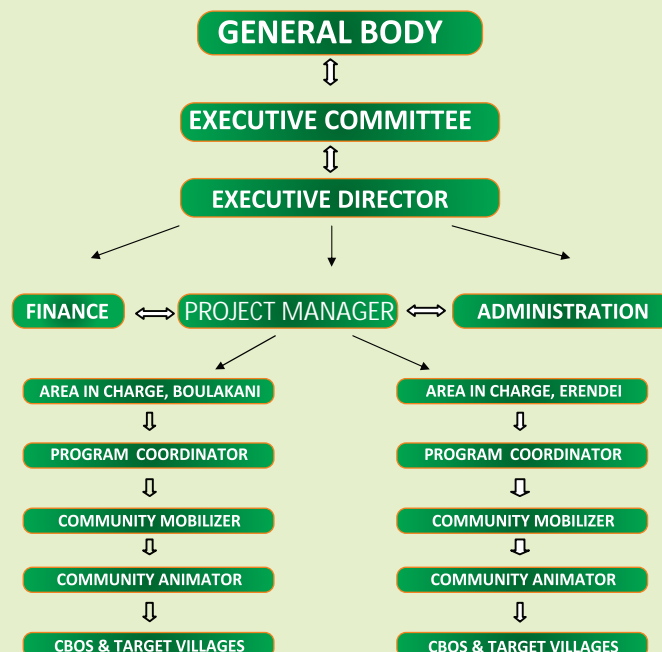 GENERAL BODY
EXECUTIVE COMMITTEE
EXECUTIVE DIRECTOR
FINANCE
PROJECT MANAGER
ADMINISTRATION
AREA IN CHARGE, BOULAKANI
AREA IN CHARGE, ERENDEI
PROGRAM COORDINATOR
PROGRAM COORDINATOR
COMMUNITY MOBILIZER
COMMUNITY MOBILIZER
COMMUNITY ANIMATOR
COMMUNITY ANIMATOR
CBOS & TARGET VILLAGES
CBOS & TARGET VILLAGES